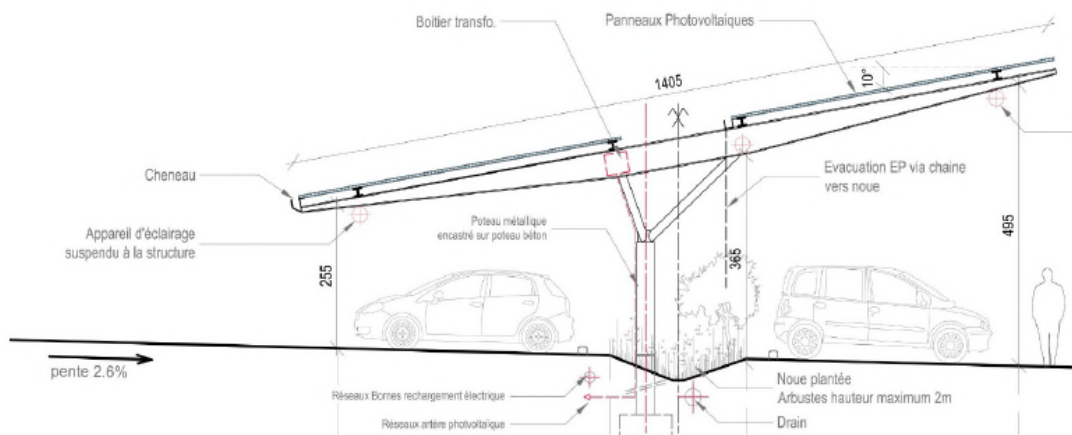 Boitier transfo.
Panneaux Photovoltaiques
1405
10°
Cheneau
Evacuation EP via chaine
vers noue
Appareil d'éclairage
suspendu à la structure
Poteau métallique
encastré sur poteau béton
255
365
495
pente 2.6%
Réseaux Bornes rechargement électrique
Réseaux artère photovoltaïque
Noue plantée
Arbustes hauteur maximum 2m
Drain